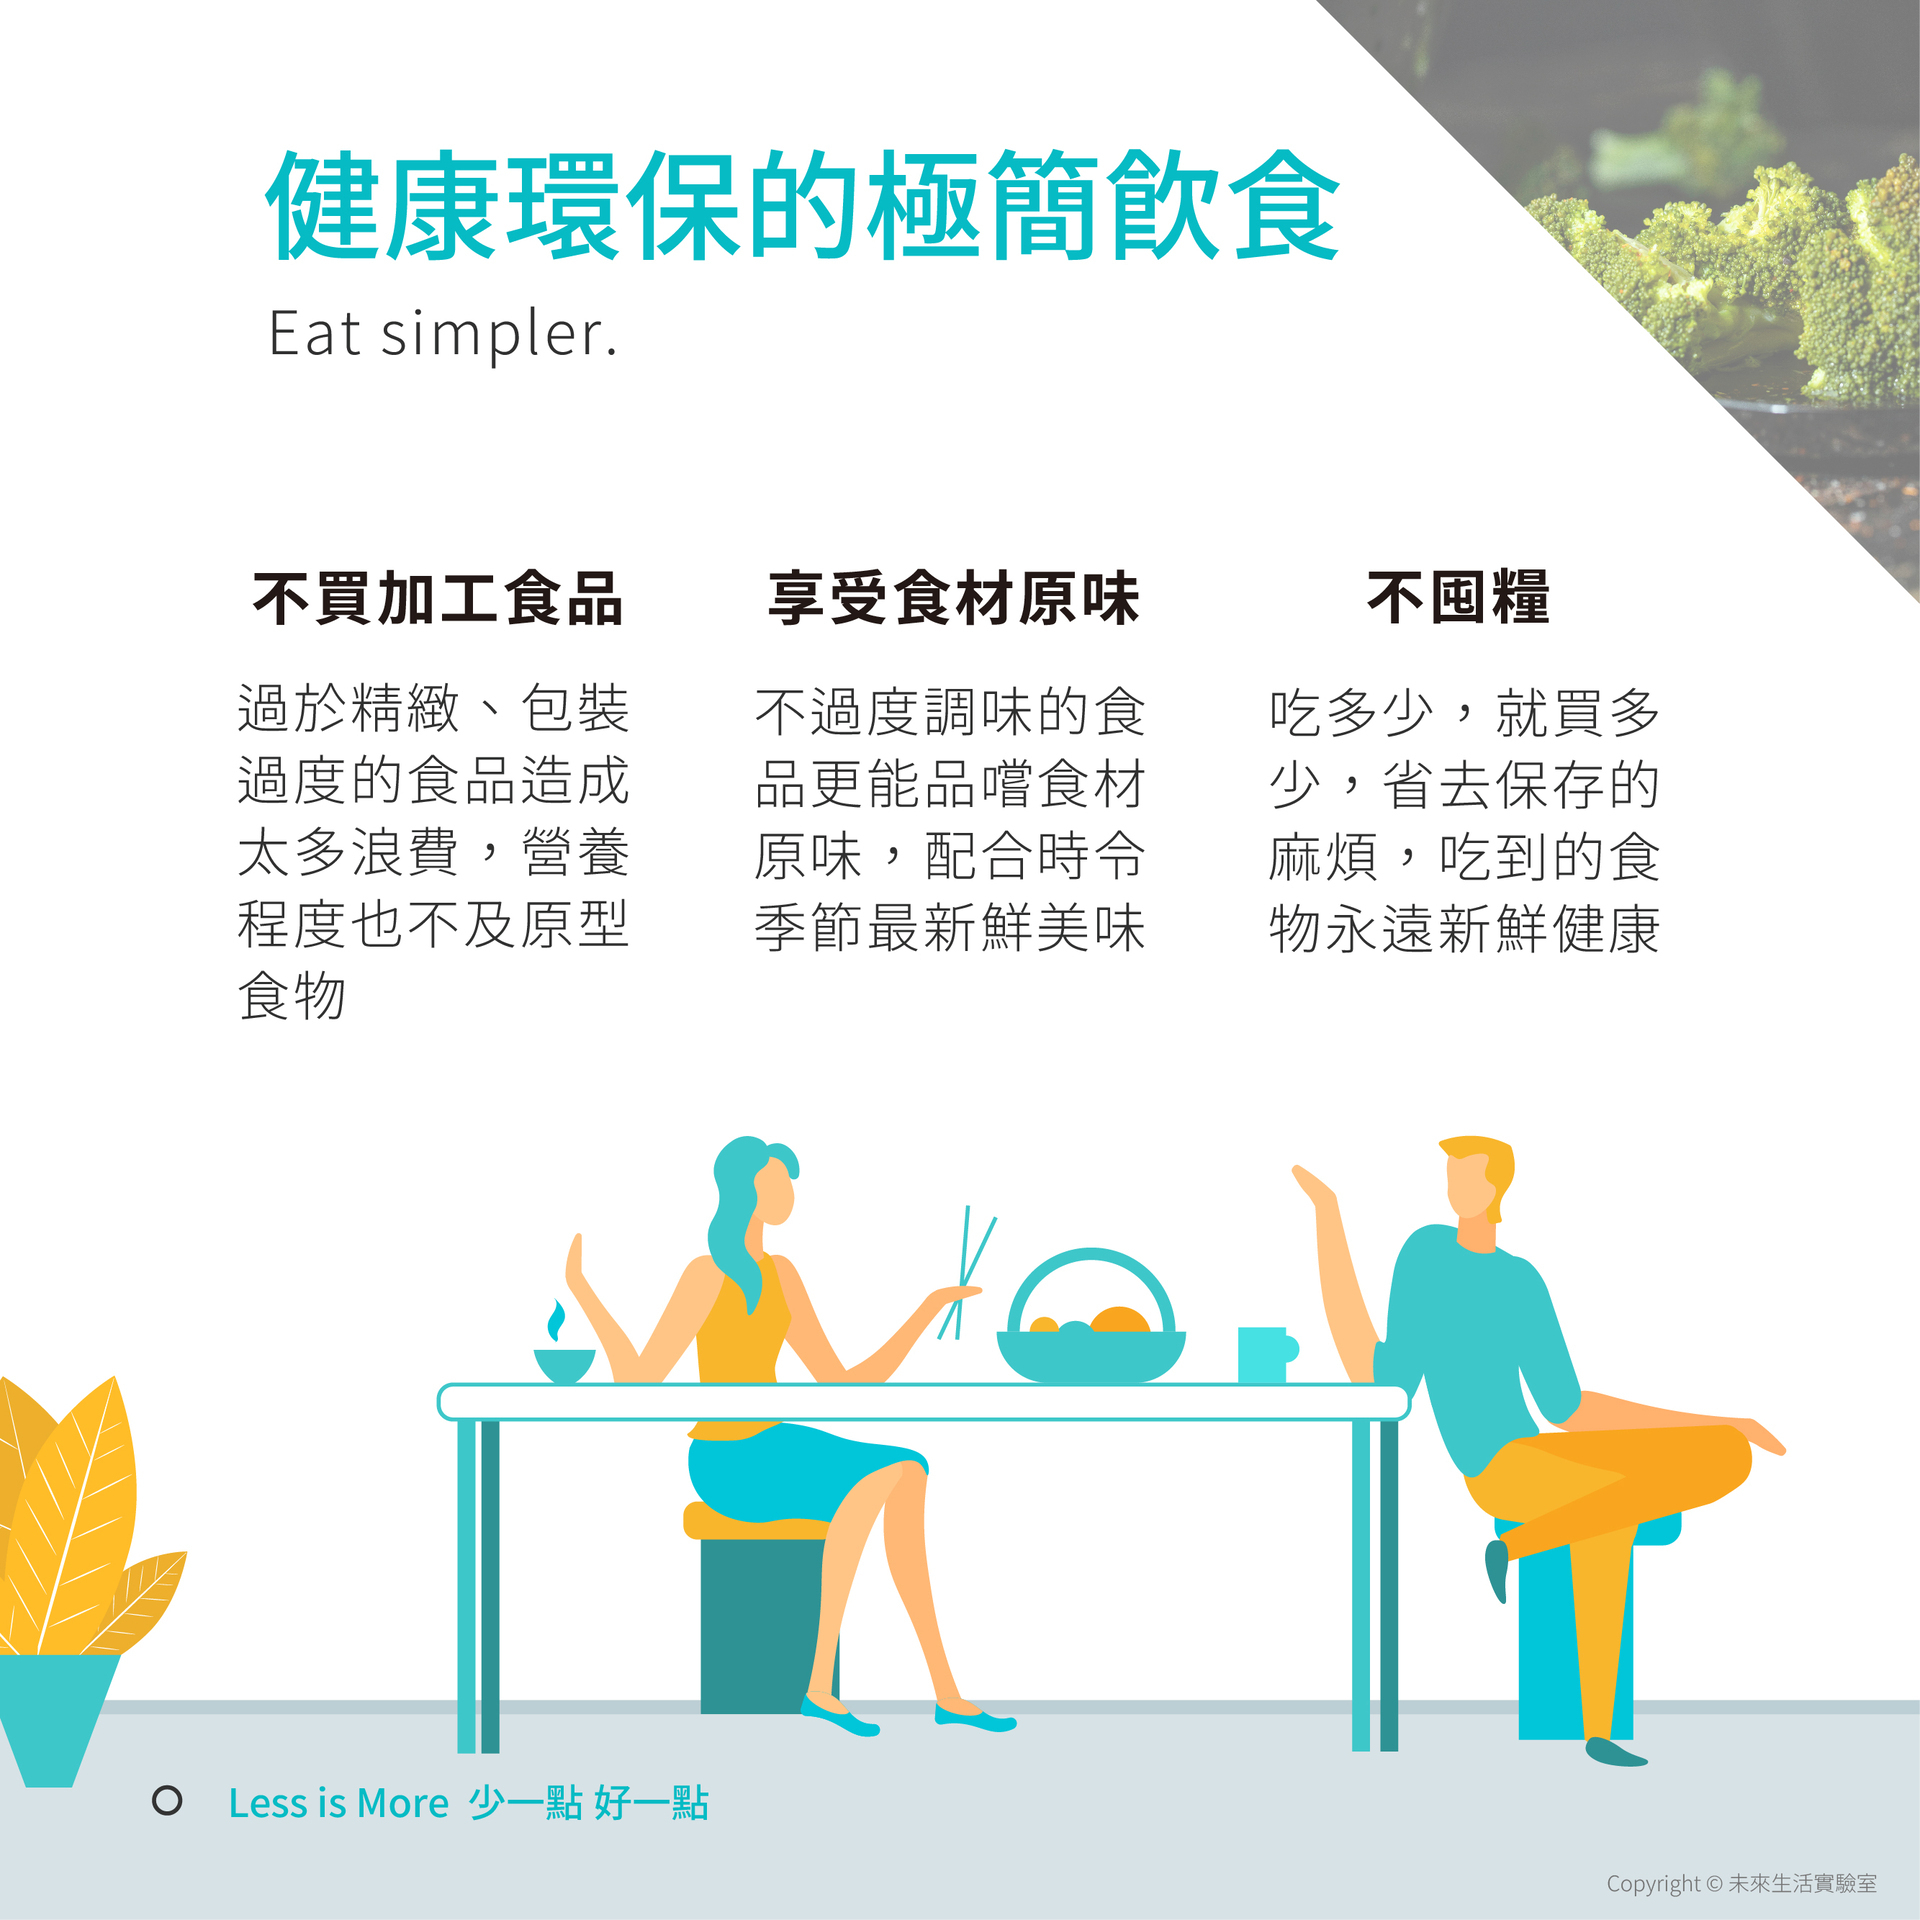 健康環保的極簡飲食
Eat simpler.
不買加工食品
過於精緻、包裝
過度的食品造成
太多浪費，營養
程度也不及原型
食物
享受食材原味
不過度調味的食
品更能品嚐食材
原味，配合時令
季節最新鮮美味
不囤糧
吃多少，就買多
少，省去保存的
麻煩，吃到的食
物永遠新鮮健康
Less is More 少一點 好一點
Copyright © 未來生活實驗室